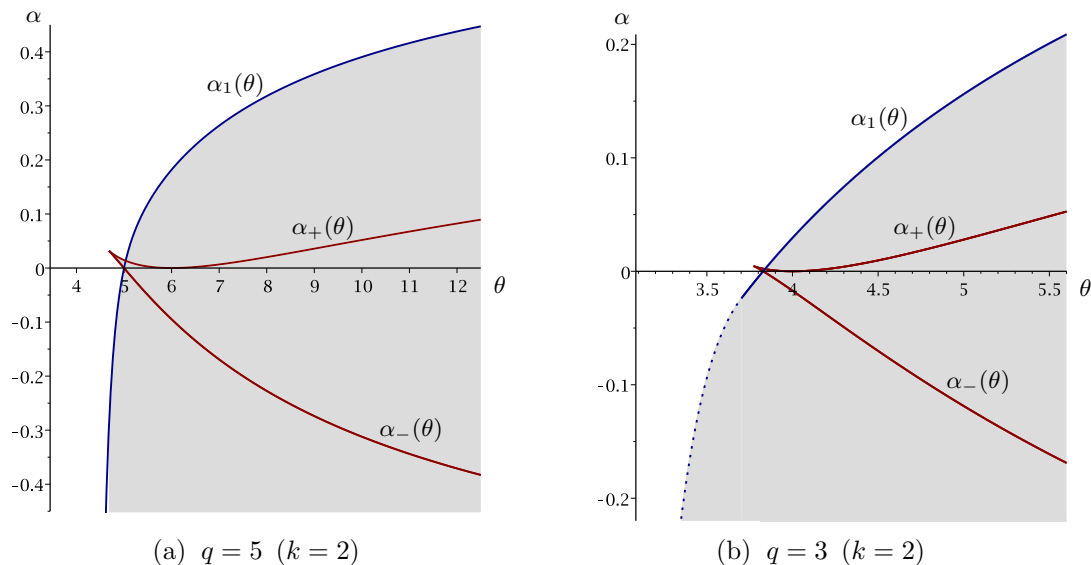 α
0.4
0.3
0.2
0.1
0
-0.1
-0.2
-0.3
-0.4
4 5 6 7 8 9 10 11 12 θ
α₁(θ)
α₊(θ)
α₋(θ)
(a) q = 5 (k = 2)
α
0.2
0.1
0
-0.1
-0.2
3.5 4 4.5 5 5.5 θ
α₁(θ)
α₊(θ)
α₋(θ)
(b) q = 3 (k = 2)